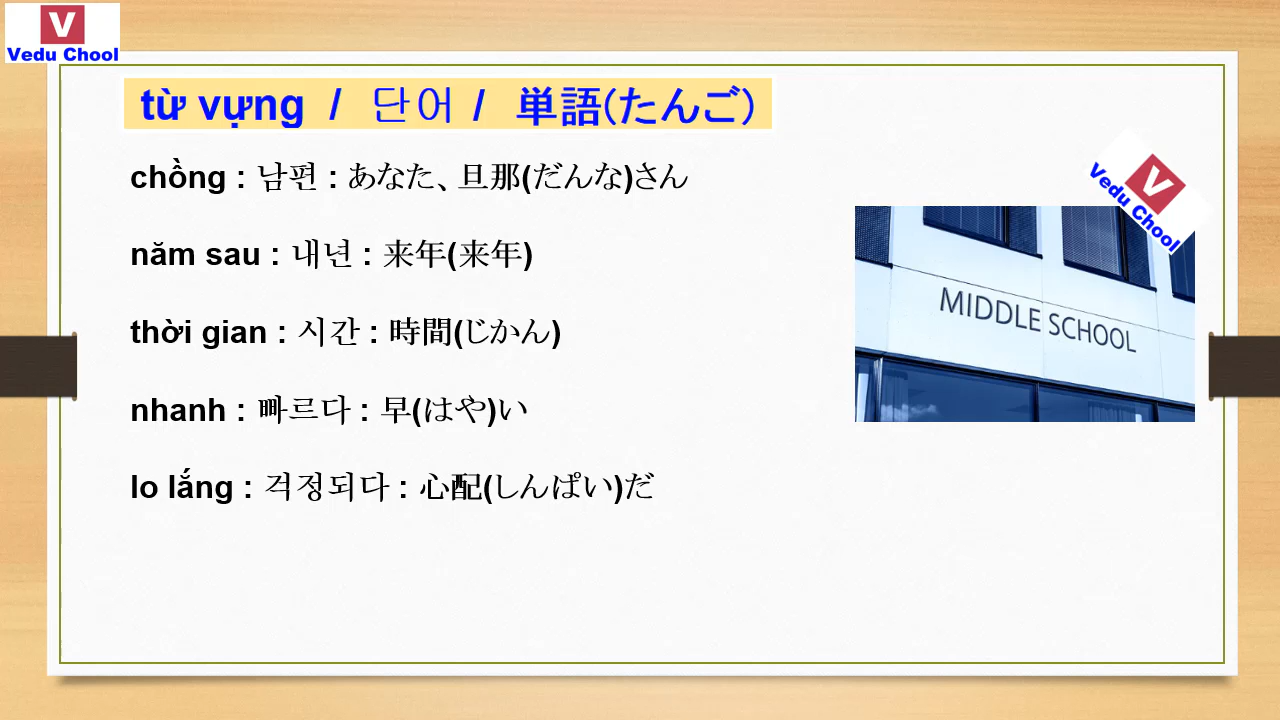 V
Vedu Chool
từ vựng / 단어 / 単語(たんご)
chồng : 남편 : あなた、旦那(だんな)さん
năm sau : 내년 : 来年(来年)
thời gian : 시간 : 時間(じかん)
nhanh : 빠르다 : 早(はや)い
lo lắng : 걱정되다 : 心配(しんぱい)だ
V
Vedu Chool
MIDDLE SCHOOL